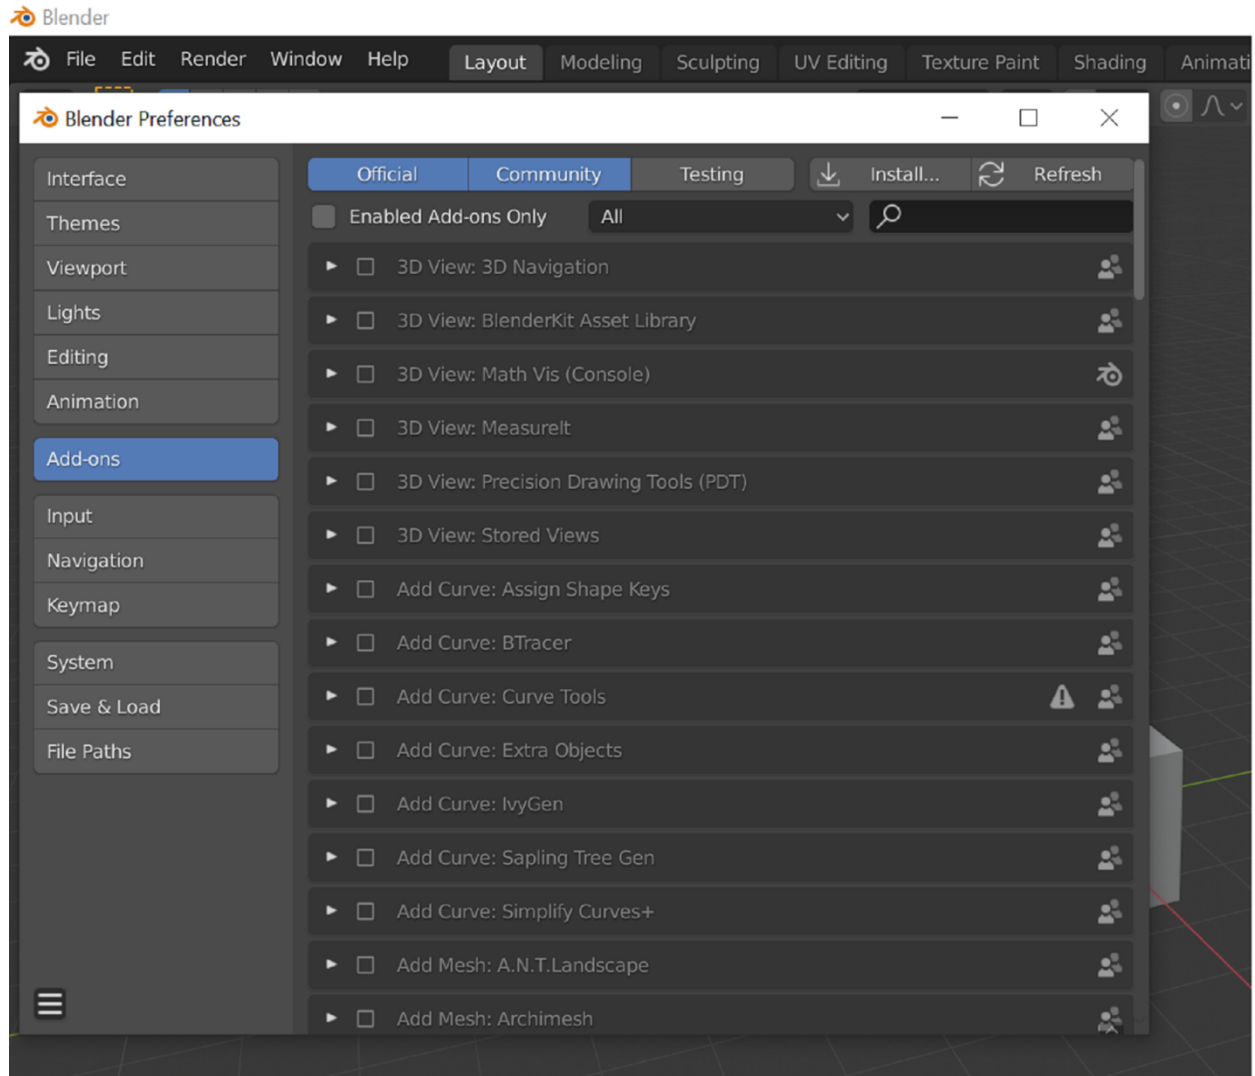 Blender
File Edit Render Window Help Layout Modeling Sculpting UV Editing Texture Paint Shading Animati
Blender Preferences
Interface
Themes
Viewport
Lights
Editing
Animation
Add-ons
Input
Navigation
Keymap
System
Save & Load
File Paths
Official Community Testing Install... Refresh
Enabled Add-ons Only All
3D View: 3D Navigation
3D View: BlenderKit Asset Library
3D View: Math Vis (Console)
3D View: MeasureIt
3D View: Precision Drawing Tools (PDT)
3D View: Stored Views
Add Curve: Assign Shape Keys
Add Curve: BTracer
Add Curve: Curve Tools
Add Curve: Extra Objects
Add Curve: IvyGen
Add Curve: Sapling Tree Gen
Add Curve: Simplify Curves+
Add Mesh: A.N.T.Landscape
Add Mesh: Archimesh